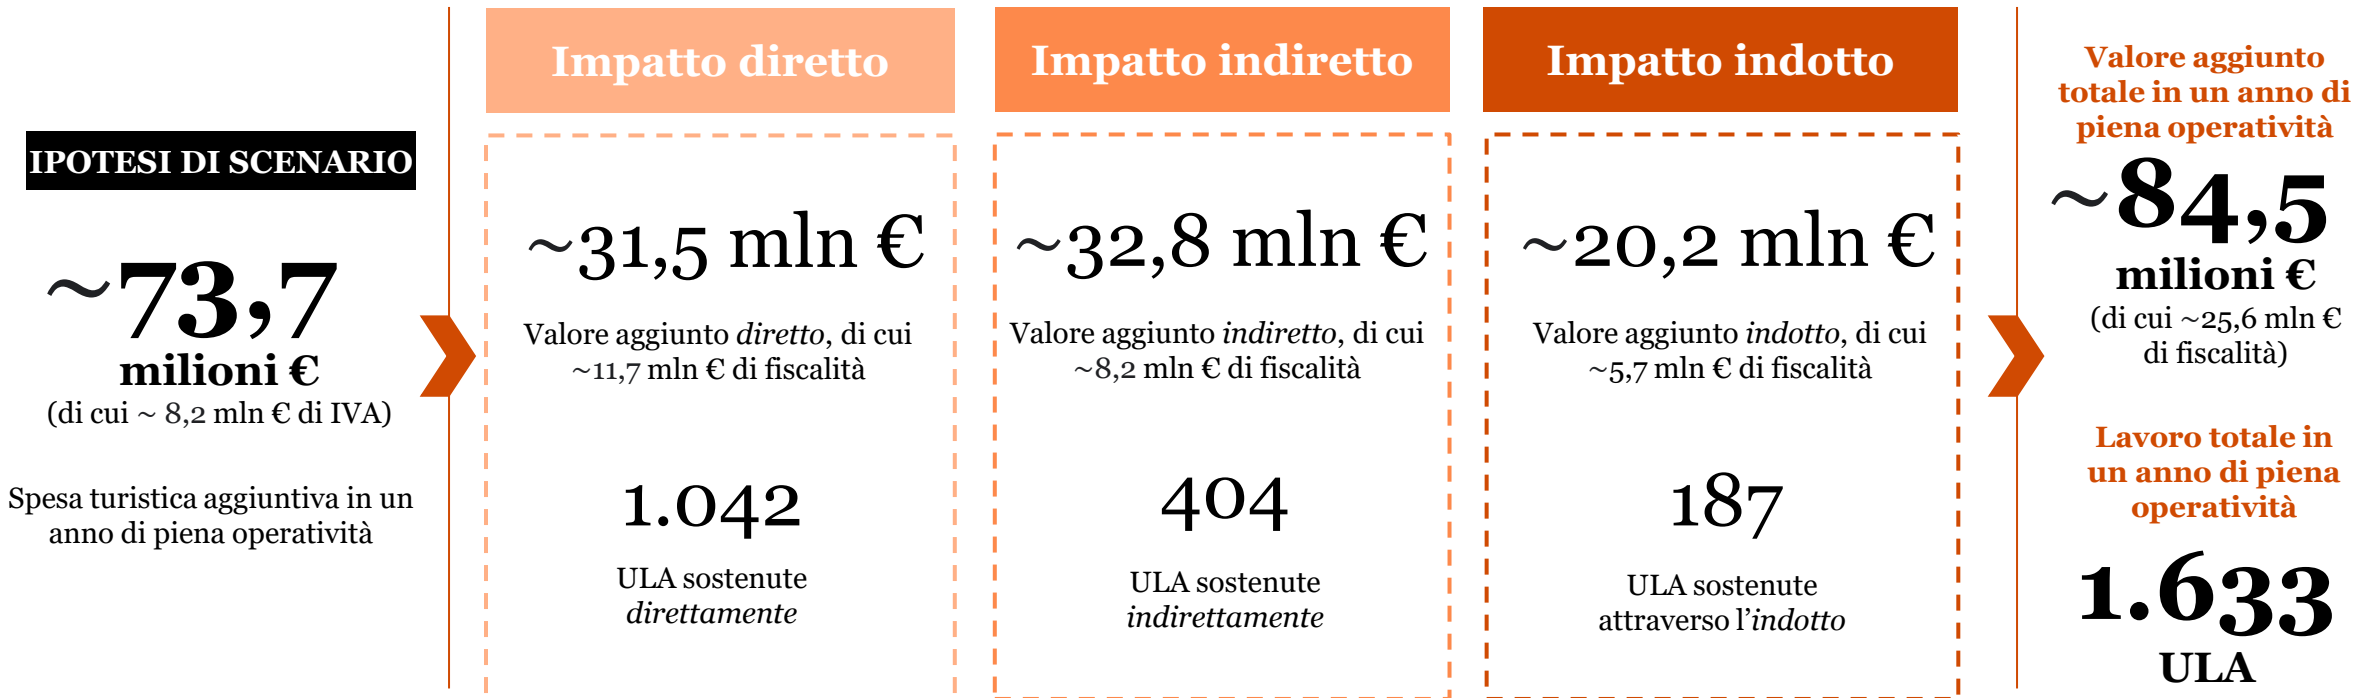 IPOTESI DI SCENARIO
~73,7
milioni €
(di cui ~ 8,2 mln € di IVA)
Spesa turistica aggiuntiva in un
anno di piena operatività
Impatto diretto
~31,5 mln €
Valore aggiunto diretto, di cui
~11,7 mln € di fiscalità
1.042
ULA sostenute
direttamente
Impatto indiretto
~32,8 mln €
Valore aggiunto indiretto, di cui
~8,2 mln € di fiscalità
404
ULA sostenute
indirettamente
Impatto indotto
~20,2 mln €
Valore aggiunto indotto, di cui
~5,7 mln € di fiscalità
187
ULA sostenute
attraverso l’indotto
Valore aggiunto
totale in un anno di
piena operatività
~84,5
milioni €
(di cui ~25,6 mln €
di fiscalità)
Lavoro totale in
un anno di piena
operatività
1.633
ULA